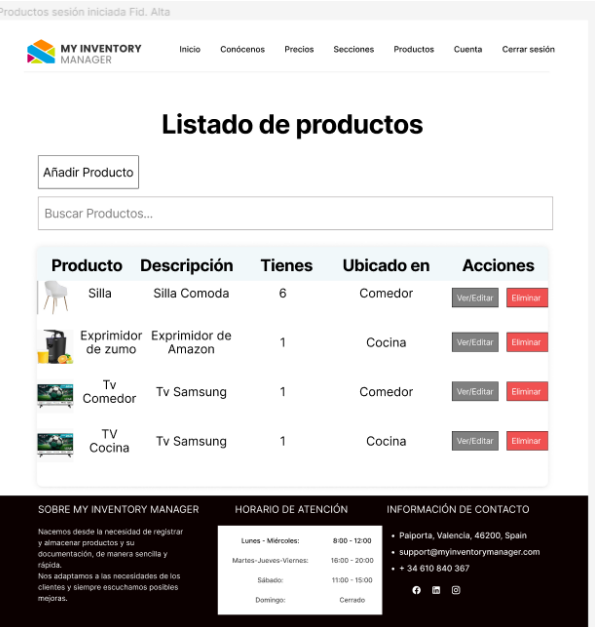 Productos sesión iniciada Fid. Alta
MY INVENTORY
MANAGER
Inicio Conócenos Precios Secciones Productos Cuenta Cerrar sesión
Listado de productos
Añadir Producto
Buscar Productos...
Producto Descripción Tienes Ubicado en Acciones
Silla Silla Comoda 6 Comedor Ver/Editar Eliminar
Exprimidor de zumo Exprimidor de Amazon 1 Cocina Ver/Editar Eliminar
Tv Comedor Tv Samsung 1 Comedor Ver/Editar Eliminar
TV Cocina Tv Samsung 1 Cocina Ver/Editar Eliminar
SOBRE MY INVENTORY MANAGER
Nacemos desde la necesidad de registrar
y almacenar productos y su
documentación, de manera sencilla y
rápida.
Nos adaptamos a las necesidades de los
clientes y siempre escuchamos posibles
mejoras.
HORARIO DE ATENCIÓN
Lunes - Miércoles: 8:00 - 12:00
Martes-Jueves-Viernes: 16:00 - 20:00
Sábado: 11:00 - 15:00
Domingo: Cerrado
INFORMACIÓN DE CONTACTO
• Paiporta, Valencia, 46200, Spain
• support@myinventorymanager.com
• + 34 610 840 367